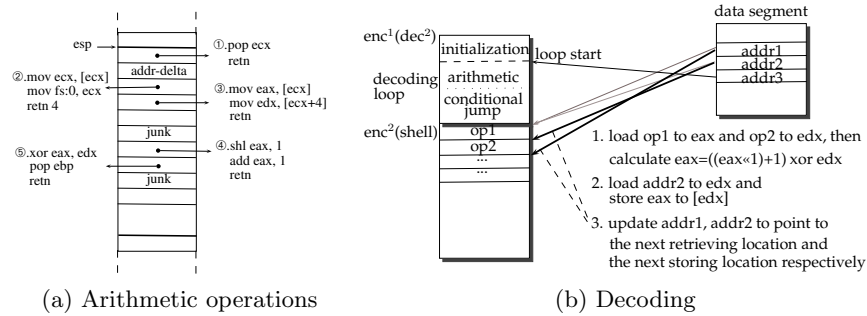 esp
①.pop ecx
retn
addr-delta
②.mov ecx, [ecx]
mov fs:0, ecx
retn 4
③.mov eax, [ecx]
mov edx, [ecx+4]
retn
junk
④.shl eax, 1
add eax, 1
retn
⑤.xor eax, edx
pop ebp
retn
junk
(a) Arithmetic operations
data segment
enc¹(dec²)
initialization
loop start
addr1
addr2
addr3
decoding
loop
arithmetic
conditional
jump
enc²(shell)
op1
op2
...
...
1. load op1 to eax and op2 to edx, then
calculate eax=((eax«1)+1) xor edx
2. load addr2 to edx and
store eax to [edx]
3. update addr1, addr2 to point to
the next retrieving location and
the next storing location respectively
(b) Decoding